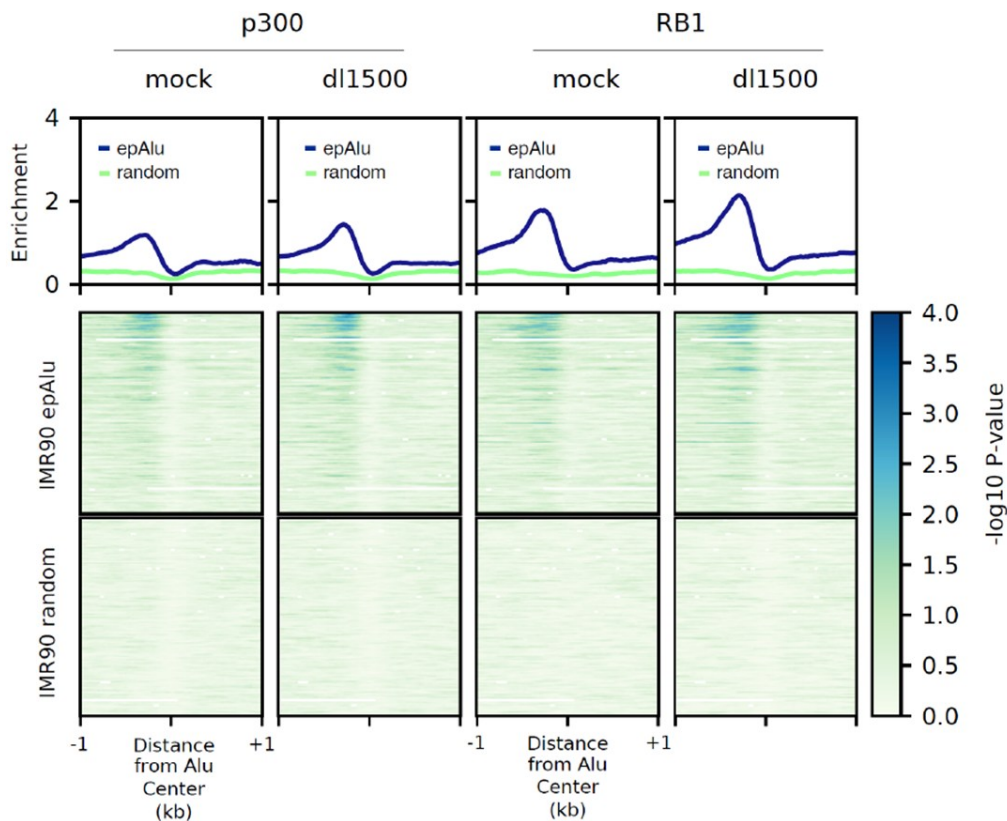 p300 RB1
mock dl1500 mock dl1500
4
2
0
Enrichment
epAlu epAlu epAlu epAlu
random random random random
IMR90 epAlu
IMR90 random
4.0
3.5
3.0
2.5
2.0
1.5
1.0
0.5
0.0
-log10 P-value
-1 Distance +1 -1 Distance +1
from Alu from Alu
Center Center
(kb) (kb)